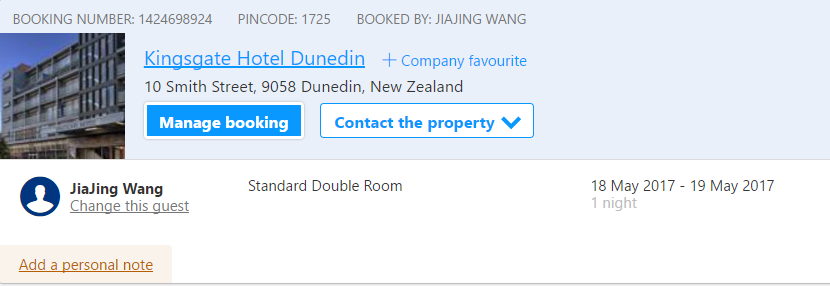 BOOKING NUMBER: 1424698924 PINCODE: 1725 BOOKED BY: JIAJING WANG
Kingsgate Hotel Dunedin + Company favourite
10 Smith Street, 9058 Dunedin, New Zealand
Manage booking Contact the property
JiaJing Wang Standard Double Room 18 May 2017 - 19 May 2017
Change this guest 1 night
Add a personal note